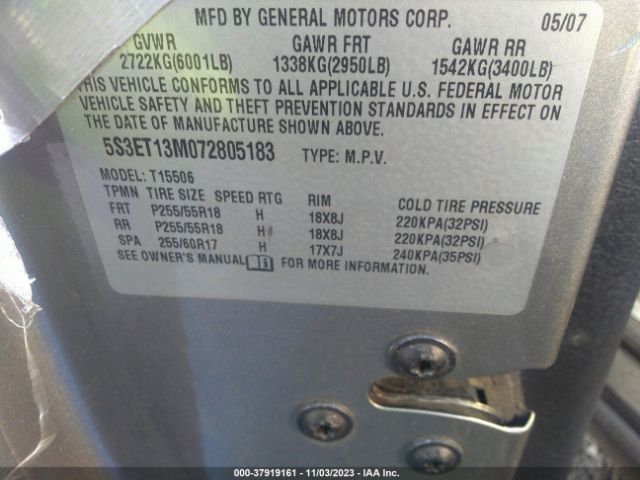 MFD BY GENERAL MOTORS CORP. 05/07
GVWR GAWR FRT GAWR RR
2722KG(6001LB) 1338KG(2950LB) 1542KG(3400LB)
THIS VEHICLE CONFORMS TO ALL APPLICABLE U.S. FEDERAL MOTOR
VEHICLE SAFETY AND THEFT PREVENTION STANDARDS IN EFFECT ON
THE DATE OF MANUFACTURE SHOWN ABOVE.
5S3ET13M072805183 TYPE: M.P.V.
MODEL: T15506
TPMN TIRE SIZE SPEED RTG RIM COLD TIRE PRESSURE
FRT P255/55R18 H 18X8J 220KPA(32PSI)
RR P255/55R18 H 18X8J 220KPA(32PSI)
SPA 255/60R17 H 17X7J 240KPA(35PSI)
SEE OWNER'S MANUAL FOR MORE INFORMATION.
000-37919161 - 11/03/2023 - IAA Inc.